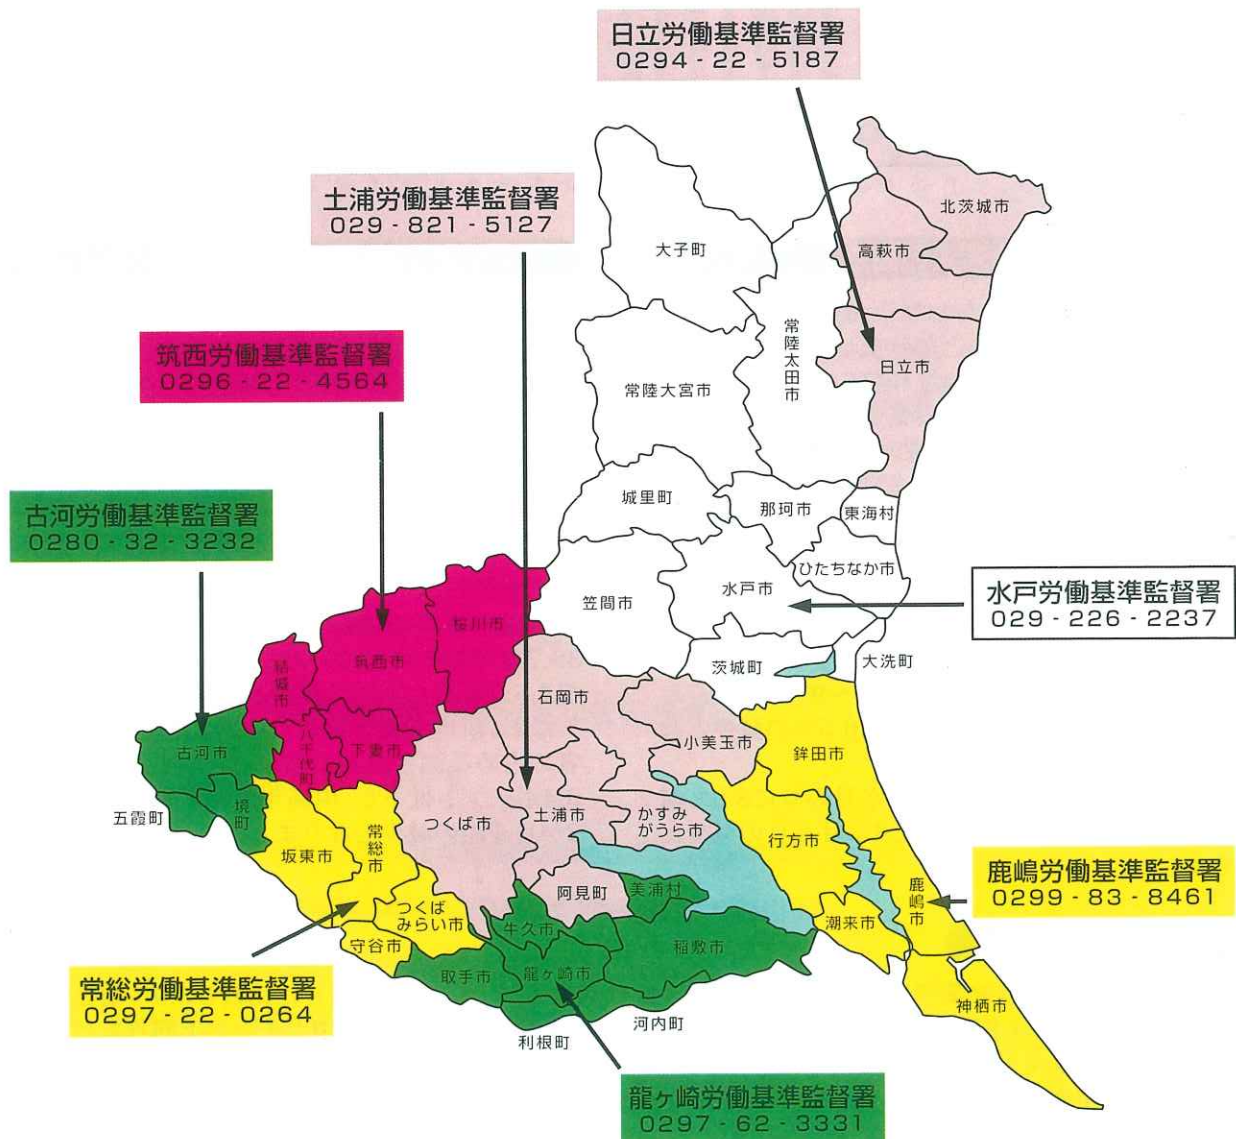 日立労働基準監督署
0294-22-5187
土浦労働基準監督署
029-821-5127
北茨城市
高萩市
大子町
常陸太田市
日立市
常陸大宮市
筑西労働基準監督署
0296-22-4564
城里町
那珂市
東海村
古河労働基準監督署
0280-32-3232
ひたちなか市
水戸市
笠間市
水戸労働基準監督署
029-226-2237
桜川市
筑西市
結城市
茨城町
大洗町
石岡市
小美玉市
鉾田市
古河市
八千代町
下妻市
境町
五霞町
つくば市
土浦市
かすみ
がうら市
常総市
坂東市
行方市
鹿嶋労働基準監督署
0299-83-8461
鹿嶋市
阿見町
美浦村
潮来市
つくば
みらい市
牛久市
稲敷市
守谷市
取手市
龍ヶ崎市
常総労働基準監督署
0297-22-0264
神栖市
河内町
利根町
龍ヶ崎労働基準監督署
0297-62-3331